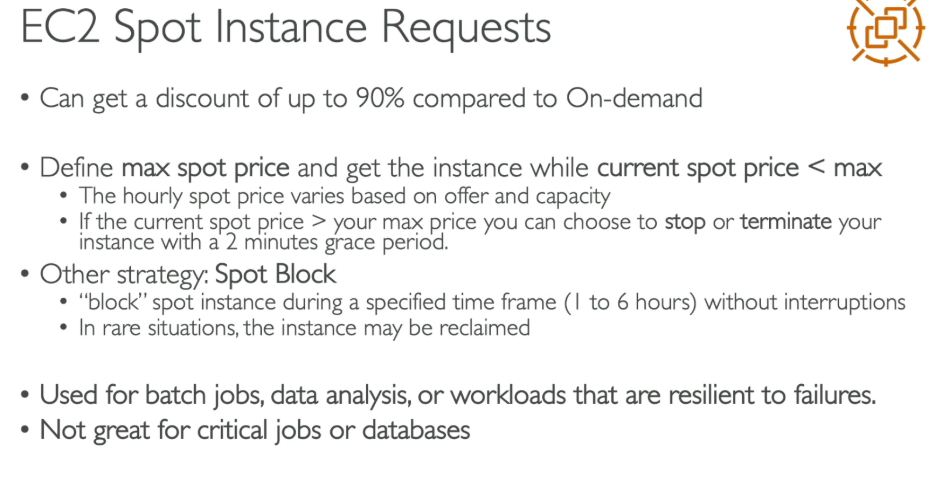 EC2 Spot Instance Requests
• Can get a discount of up to 90% compared to On-demand
• Define max spot price and get the instance while current spot price < max
• The hourly spot price varies based on offer and capacity
• If the current spot price > your max price you can choose to stop or terminate your
instance with a 2 minutes grace period.
• Other strategy: Spot Block
• “block” spot instance during a specified time frame (1 to 6 hours) without interruptions
• In rare situations, the instance may be reclaimed
• Used for batch jobs, data analysis, or workloads that are resilient to failures.
• Not great for critical jobs or databases